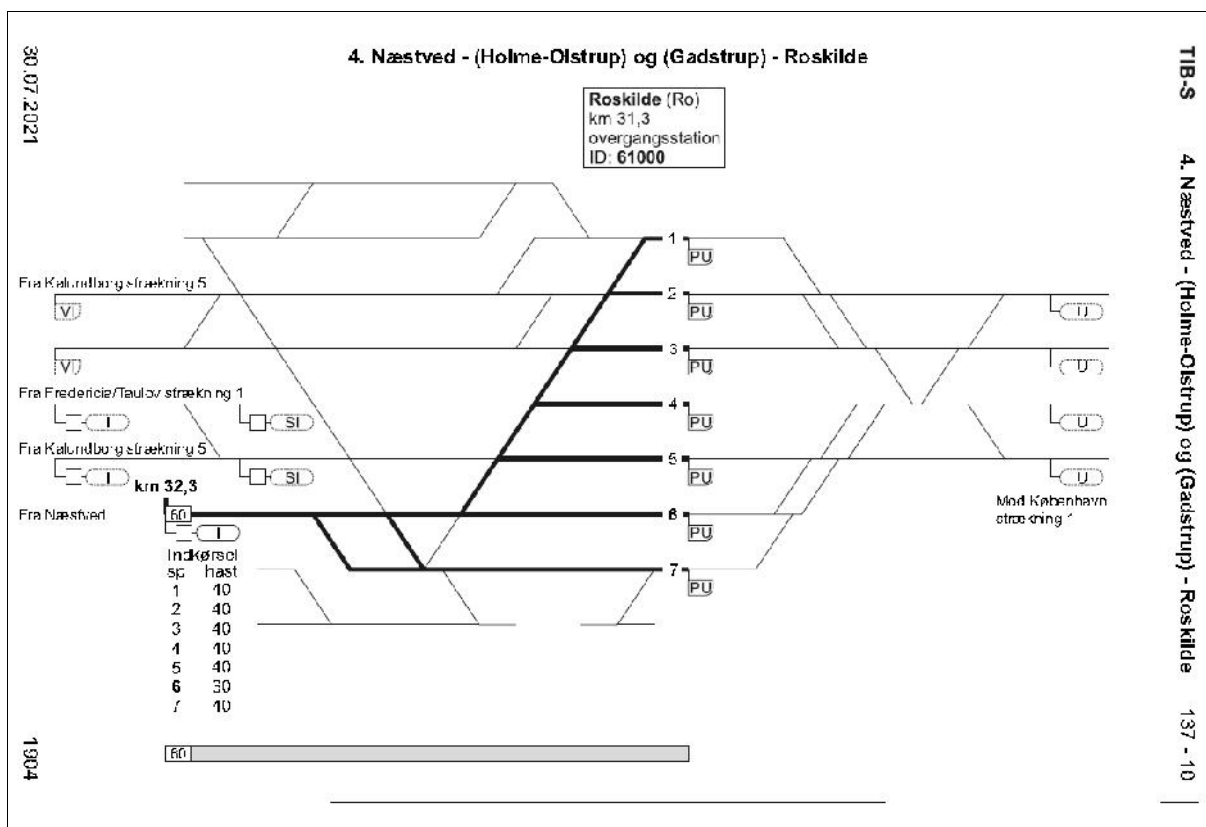 30.07.2021
4. Næstved - (Holme-Olstrup) og (Gadstrup) - Roskilde
TIB-S 4. Næstved - (Holme-Olstrup) og (Gadstrup) - Roskilde 137 - 10
Roskilde (Ro)
km 31,3
overgangsstation
ID: 61000
1
PU
Fra Kalundborg strækning 5
2
VI
PU
U
3
VI
PU
U
Fra Fredericia/Taulov strækning 1
4
I
SI
PU
U
Fra Kalundborg strækning 5
5
I
SI
PU
U
km 32,3
Fra Næstved
60
6
I
PU
Mod København
strækning 1
Indkørsel
sp hast
7
PU
1 40
2 40
3 40
4 40
5 40
6 30
7 40
60
1904